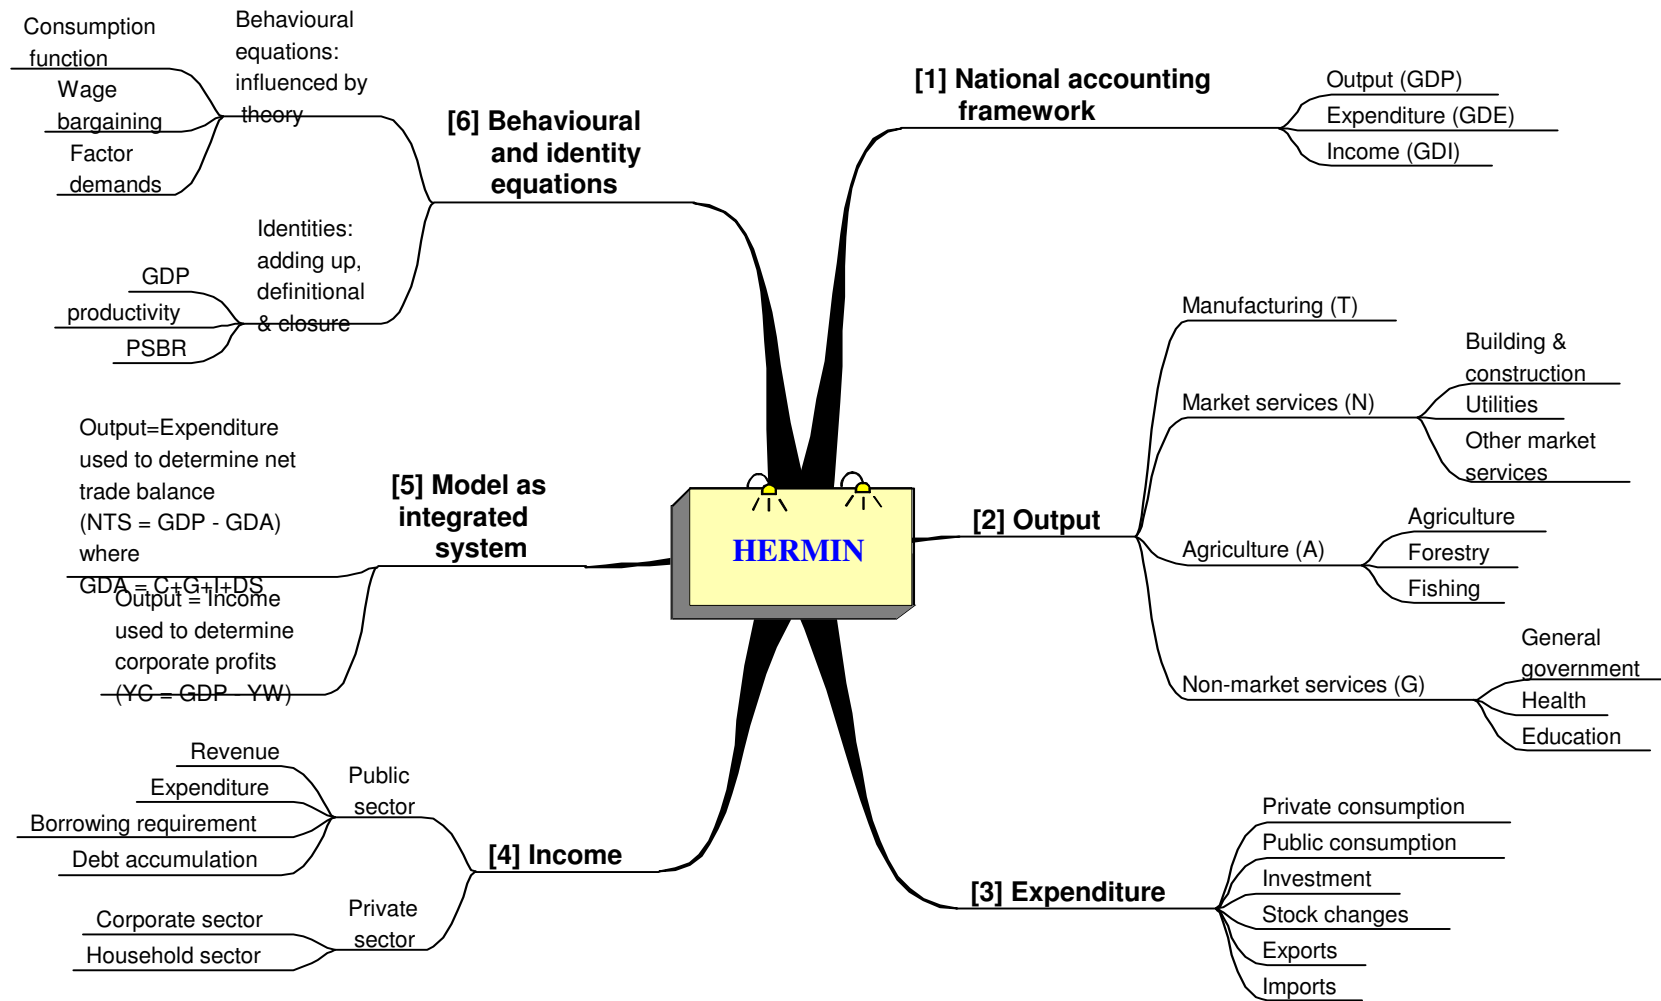 HERMIN
[1] National accounting
framework
Output (GDP)
Expenditure (GDE)
Income (GDI)
[2] Output
Manufacturing (T)
Market services (N)
Building &
construction
Utilities
Other market
services
Agriculture (A)
Agriculture
Forestry
Fishing
Non-market services (G)
General
government
Health
Education
[3] Expenditure
Private consumption
Public consumption
Investment
Stock changes
Exports
Imports
[4] Income
Public
sector
Revenue
Expenditure
Borrowing requirement
Debt accumulation
Private
sector
Corporate sector
Household sector
[5] Model as
integrated
system
Output=Expenditure
used to determine net
trade balance
(NTS = GDP - GDA)
where
GDA = C+G+I+DS
Output = Income
used to determine
corporate profits
(YC = GDP - YW)
[6] Behavioural
and identity
equations
Behavioural
equations:
influenced by
theory
Consumption
function
Wage
bargaining
Factor
demands
Identities:
adding up,
definitional
& closure
GDP
productivity
PSBR